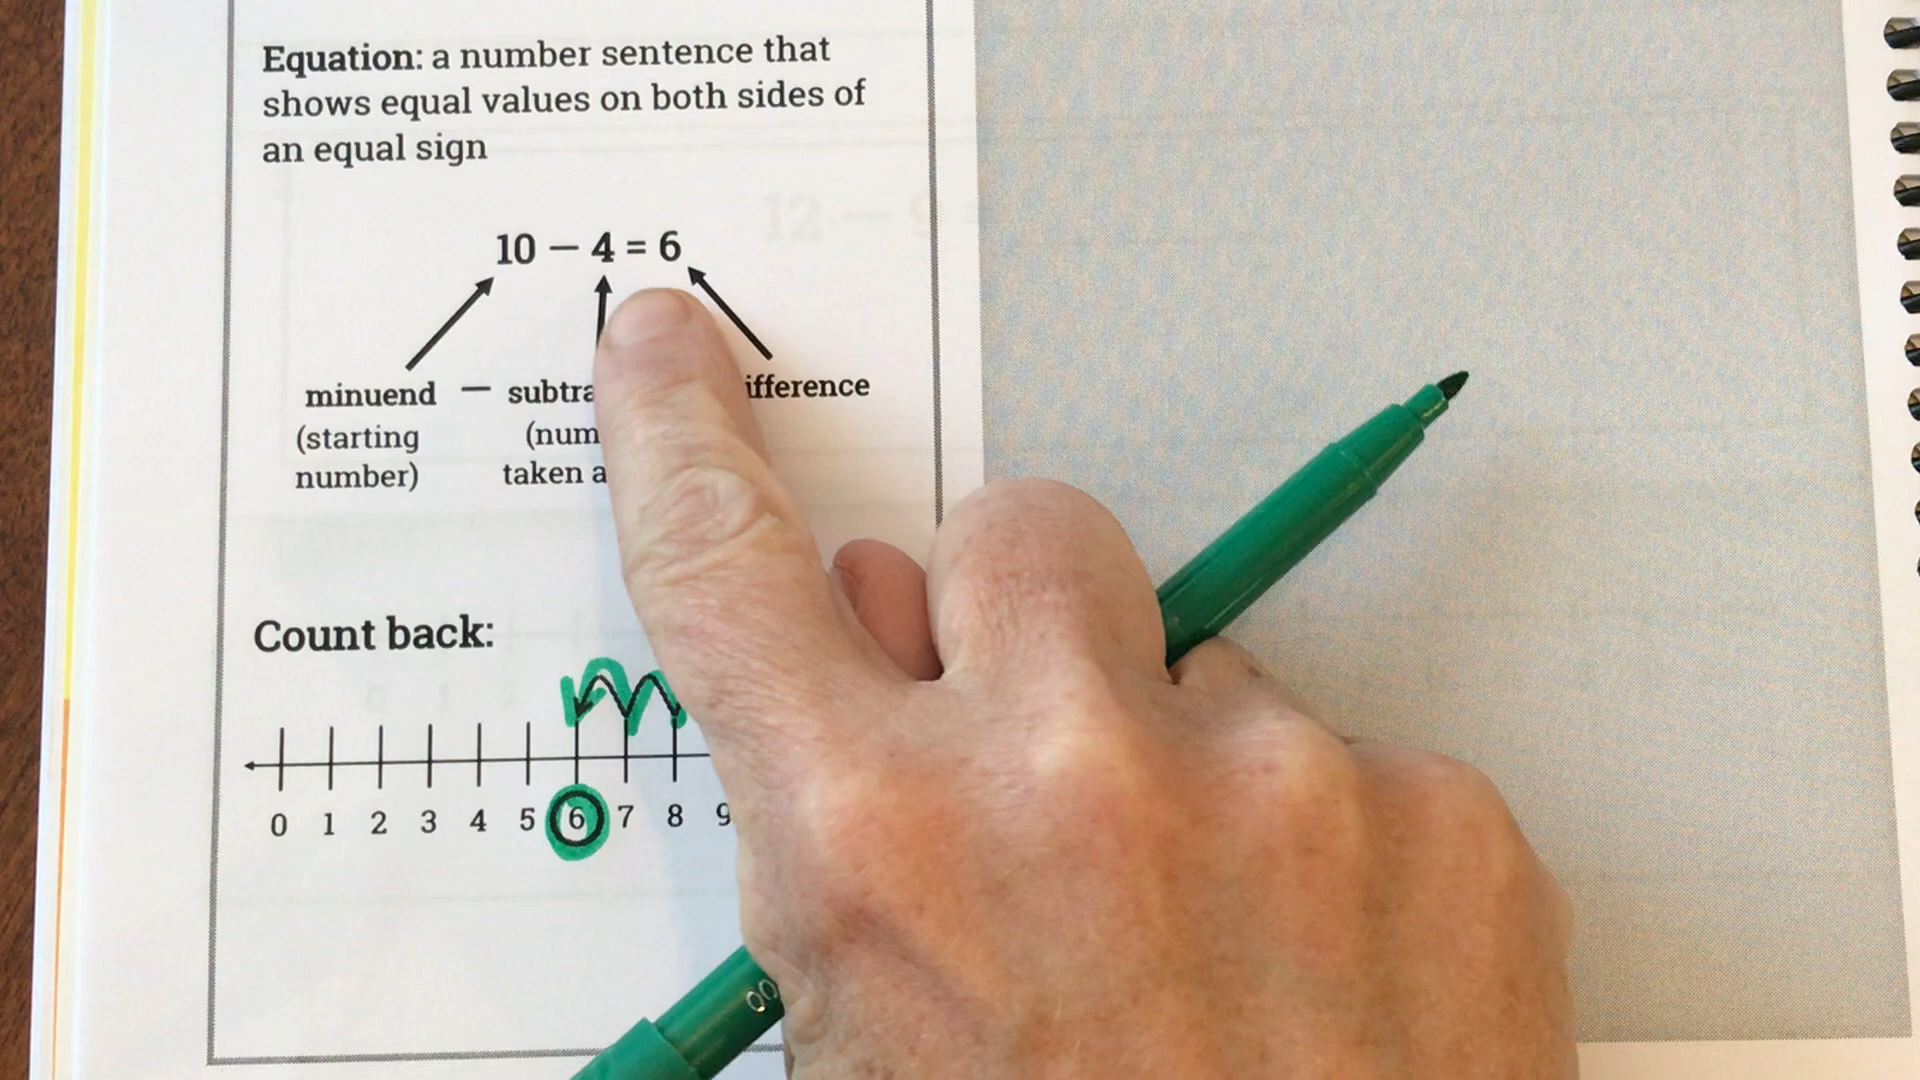 Equation: a number sentence that
shows equal values on both sides of
an equal sign
10 – 4 = 6
minuend – subtra ifference
(starting (num
number) taken a
Count back:
0 1 2 3 4 5 6 7 8 9